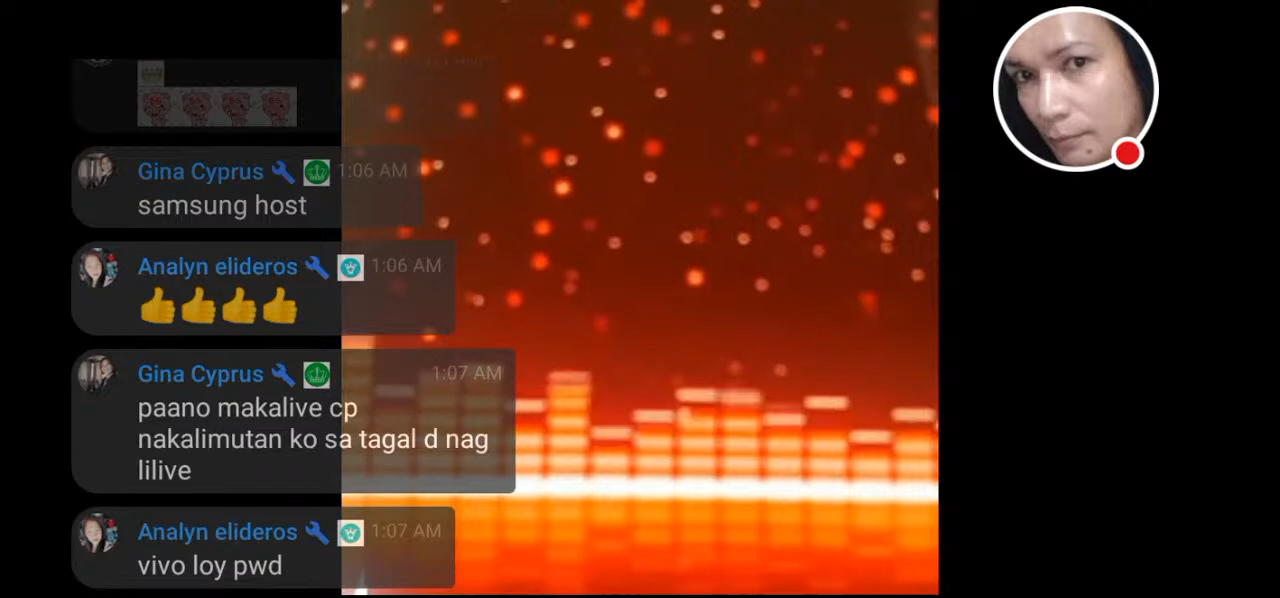 Gina Cyprus 1:06 AM
samsung host
Analyn elideros 1:06 AM
Gina Cyprus 1:07 AM
paano makalive cp
nakalimutan ko sa tagal d nag
lilive
Analyn elideros 1:07 AM
vivo loy pwd